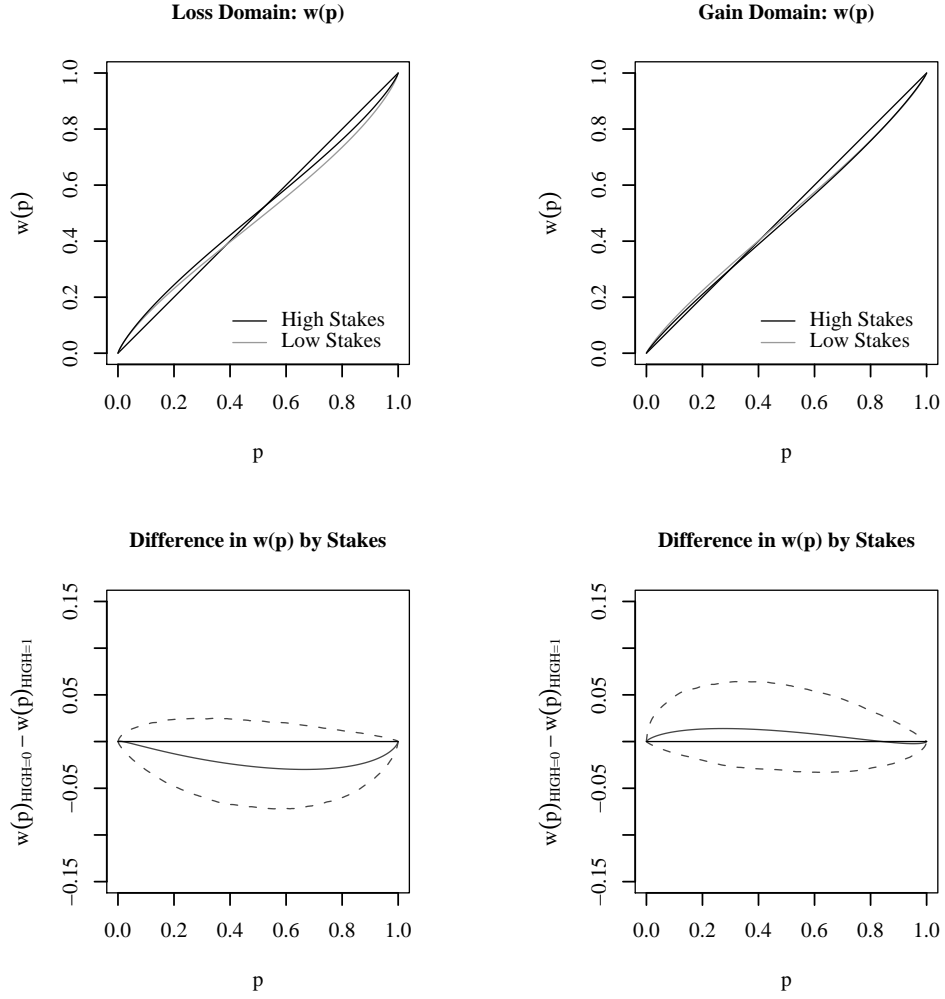 Loss Domain: w(p)
w(p)
1.0
0.8
0.6
0.4
0.2
0.0
High Stakes
Low Stakes
0.0 0.2 0.4 0.6 0.8 1.0
p
Gain Domain: w(p)
w(p)
1.0
0.8
0.6
0.4
0.2
0.0
High Stakes
Low Stakes
0.0 0.2 0.4 0.6 0.8 1.0
p
Difference in w(p) by Stakes
w(p)HIGH=0 − w(p)HIGH=1
0.15
0.05
−0.05
−0.15
0.0 0.2 0.4 0.6 0.8 1.0
p
Difference in w(p) by Stakes
w(p)HIGH=0 − w(p)HIGH=1
0.15
0.05
−0.05
−0.15
0.0 0.2 0.4 0.6 0.8 1.0
p